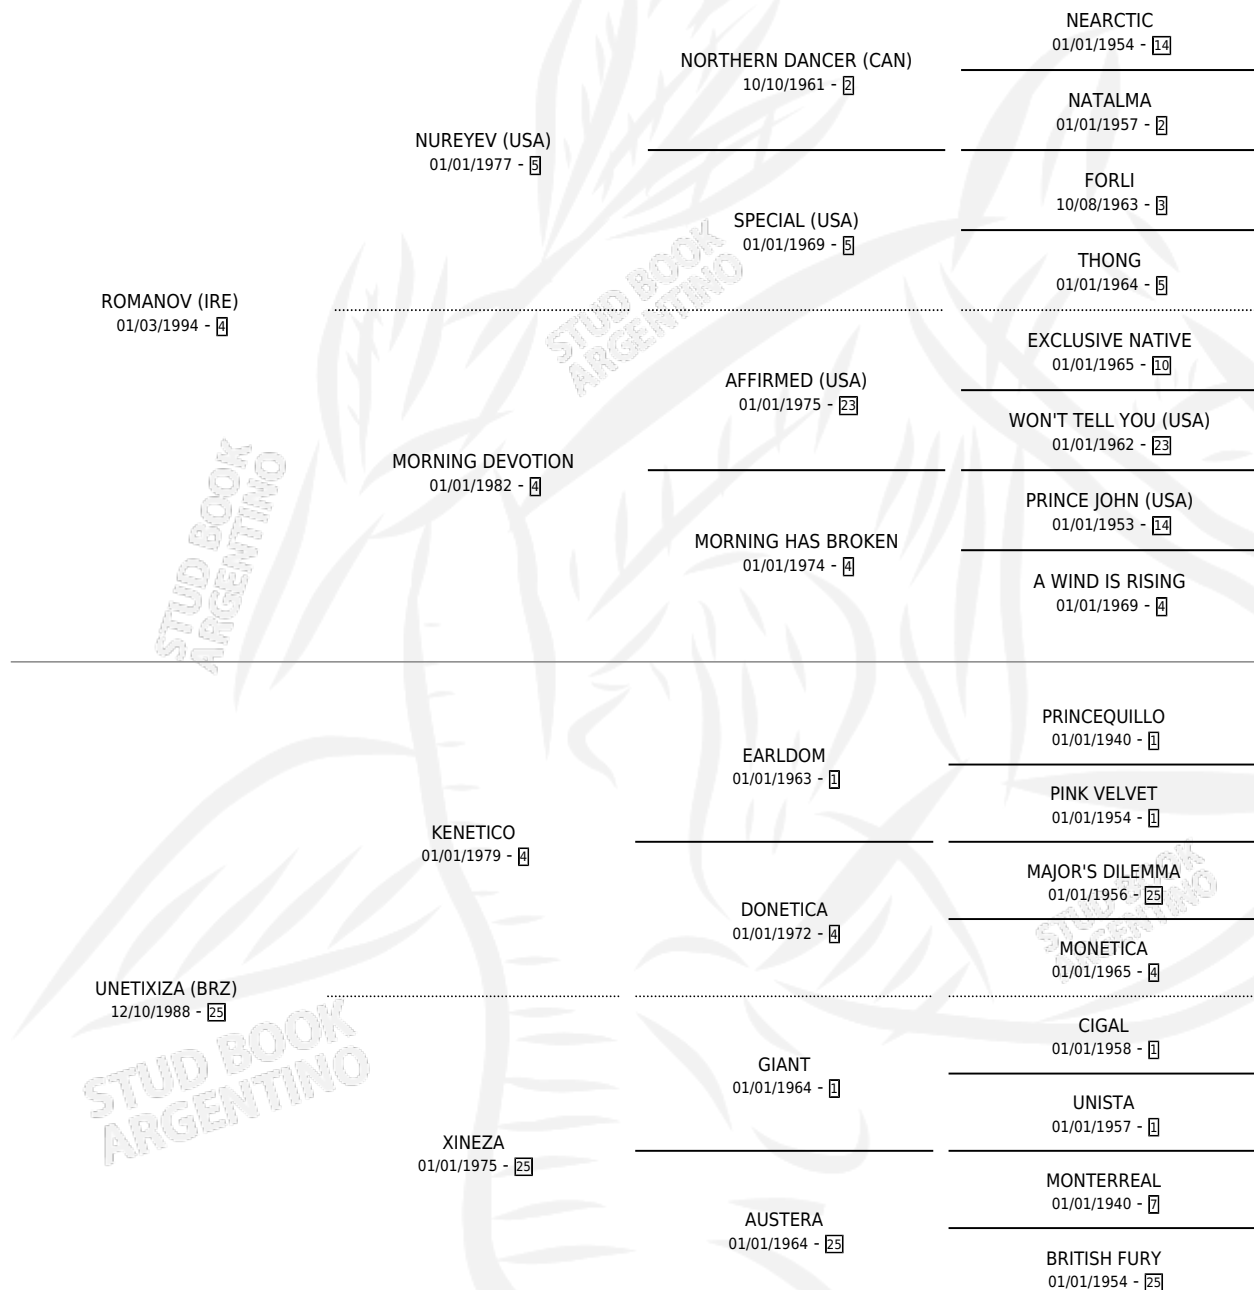 NEARCTIC
01/01/1954 - 14
NORTHERN DANCER (CAN)
10/10/1961 - 2
NATALMA
01/01/1957 - 2
NUREYEV (USA)
01/01/1977 - 5
FORLI
10/08/1963 - 3
SPECIAL (USA)
01/01/1969 - 5
THONG
01/01/1964 - 5
ROMANOV (IRE)
01/03/1994 - 4
EXCLUSIVE NATIVE
01/01/1965 - 10
AFFIRMED (USA)
01/01/1975 - 23
WON'T TELL YOU (USA)
01/01/1962 - 23
MORNING DEVOTION
01/01/1982 - 4
PRINCE JOHN (USA)
01/01/1953 - 14
MORNING HAS BROKEN
01/01/1974 - 4
A WIND IS RISING
01/01/1969 - 4
STUD BOOK
ARGENTINO
STUD BOOK
ARGENTINO
PRINCEQUILLO
01/01/1940 - 1
EARLDOM
01/01/1963 - 1
PINK VELVET
01/01/1954 - 1
KENETICO
01/01/1979 - 4
MAJOR'S DILEMMA
01/01/1956 - 25
DONETICA
01/01/1972 - 4
MONETICA
01/01/1965 - 4
STUD BOOK
ARGENTINO
UNETIXIZA (BRZ)
12/10/1988 - 25
CIGAL
01/01/1958 - 1
GIANT
01/01/1964 - 1
UNISTA
01/01/1957 - 1
STUD BOOK
ARGENTINO
XINEZA
01/01/1975 - 25
MONTERREAL
01/01/1940 - 7
AUSTERA
01/01/1964 - 25
BRITISH FURY
01/01/1954 - 25